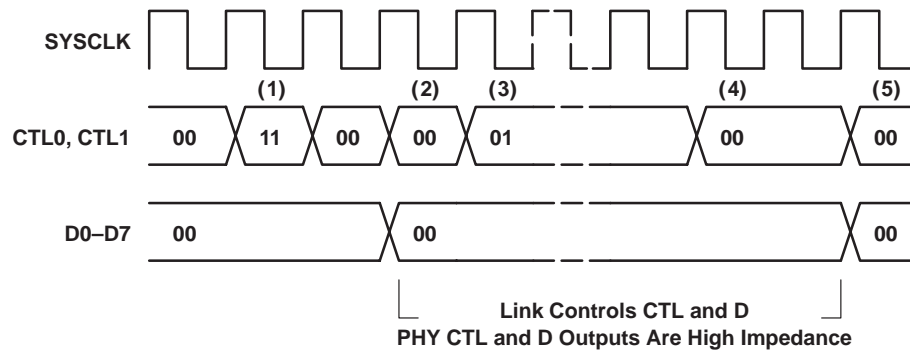 SYSCLK
(1) (2) (3) (4) (5)
CTL0, CTL1 00 11 00 00 01 00 00
D0–D7 00 00 00
Link Controls CTL and D
PHY CTL and D Outputs Are High Impedance